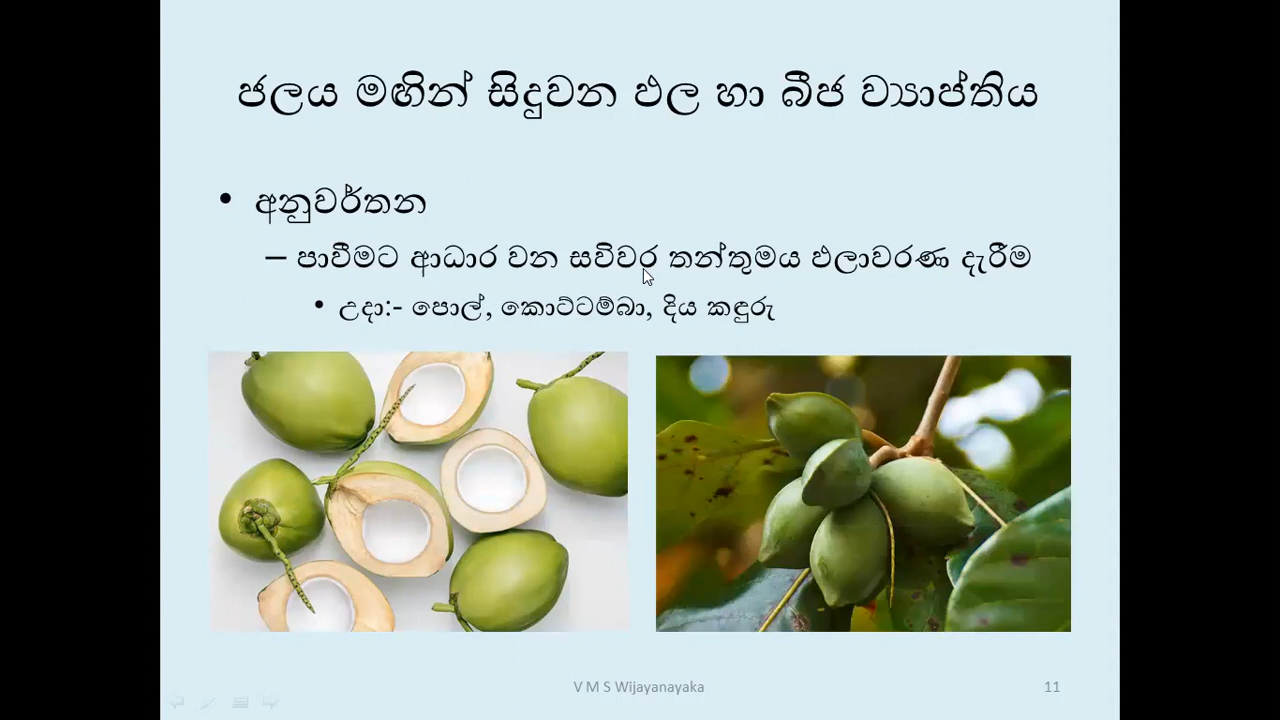 ජලය මඟින් සිදුවන ඵල හා බීජ ව්‍යාප්තිය
• අනුවර්තන
– පාවීමට ආධාර වන සවිවර තන්තුමය ඵලාවරණ දැරීම
• උදා:- පොල්, කොට්ටම්බා, දිය කඳුරු
V M S Wijayanayaka
11